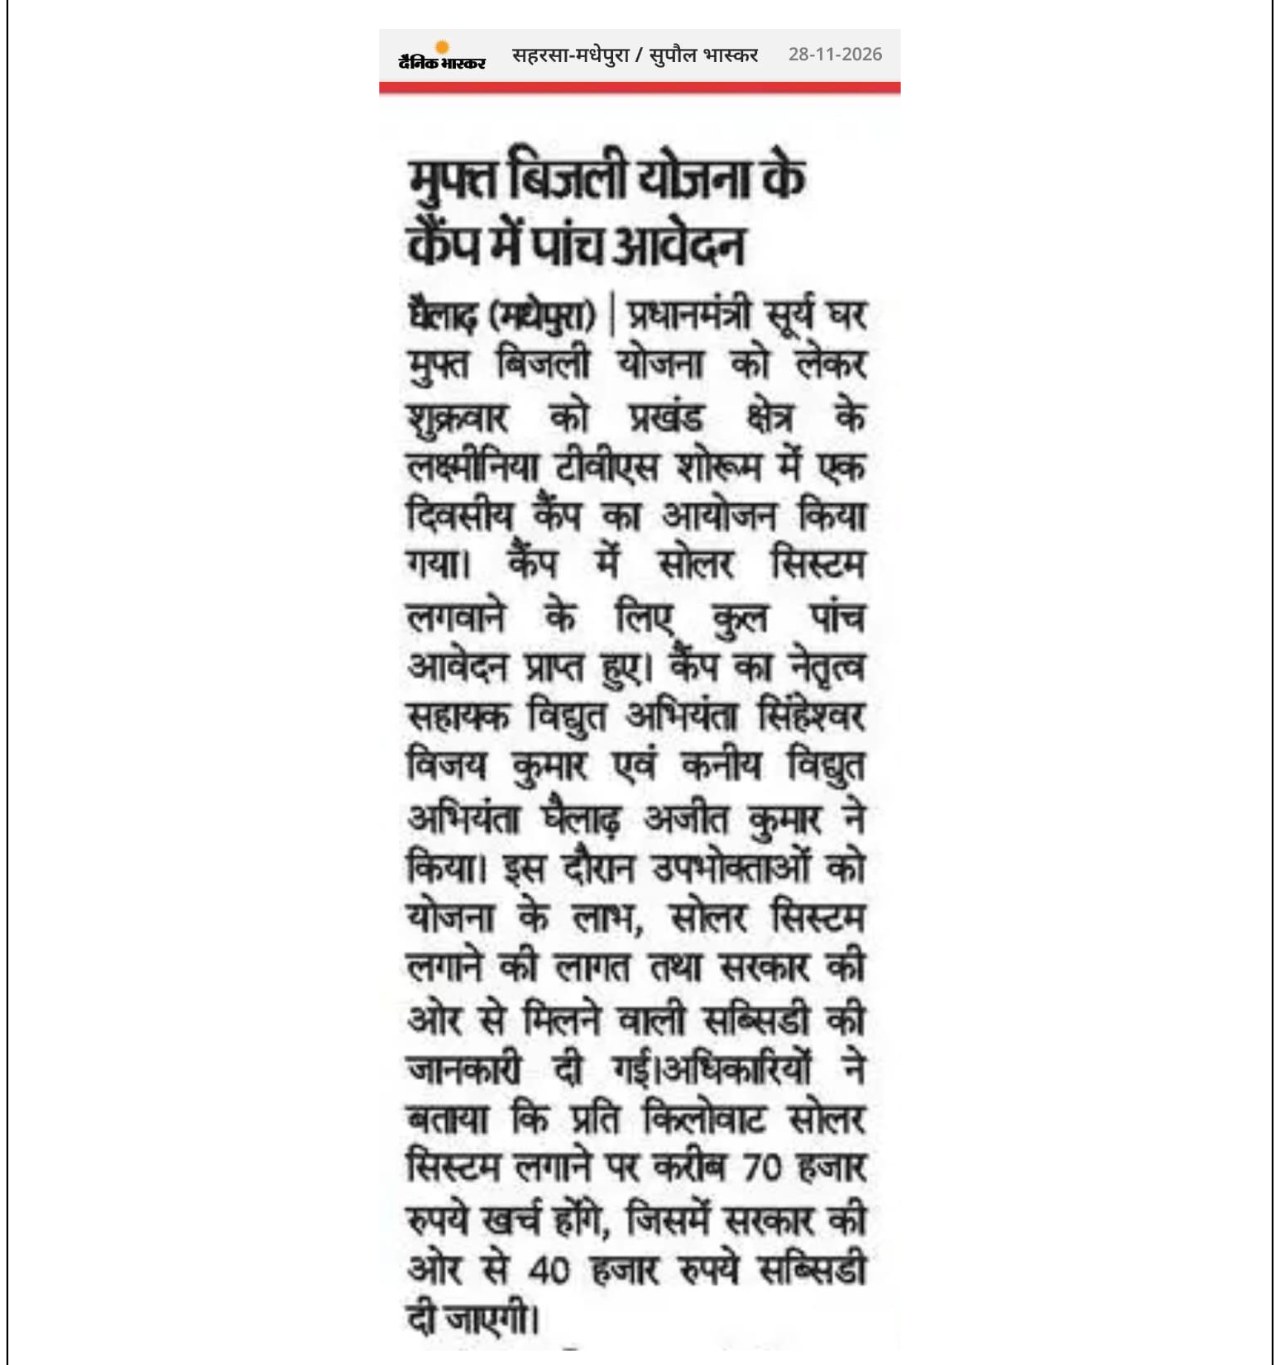 दैनिक भास्कर
सहरसा-मधेपुरा / सुपौल भास्कर
28-11-2026
मुफ्त बिजली योजना के
कैंप में पांच आवेदन
घैलाढ़ (मधेपुरा) | प्रधानमंत्री सूर्य घर
मुफ्त बिजली योजना को लेकर
शुक्रवार को प्रखंड क्षेत्र के
लक्ष्मीनिया टीवीएस शोरूम में एक
दिवसीय कैंप का आयोजन किया
गया। कैंप में सोलर सिस्टम
लगवाने के लिए कुल पांच
आवेदन प्राप्त हुए। कैंप का नेतृत्व
सहायक विद्युत अभियंता सिंहेश्वर
विजय कुमार एवं कनीय विद्युत
अभियंता घैलाढ़ अजीत कुमार ने
किया। इस दौरान उपभोक्ताओं को
योजना के लाभ, सोलर सिस्टम
लगाने की लागत तथा सरकार की
ओर से मिलने वाली सब्सिडी की
जानकारी दी गई।अधिकारियों ने
बताया कि प्रति किलोवाट सोलर
सिस्टम लगाने पर करीब 70 हजार
रुपये खर्च होंगे, जिसमें सरकार की
ओर से 40 हजार रुपये सब्सिडी
दी जाएगी।